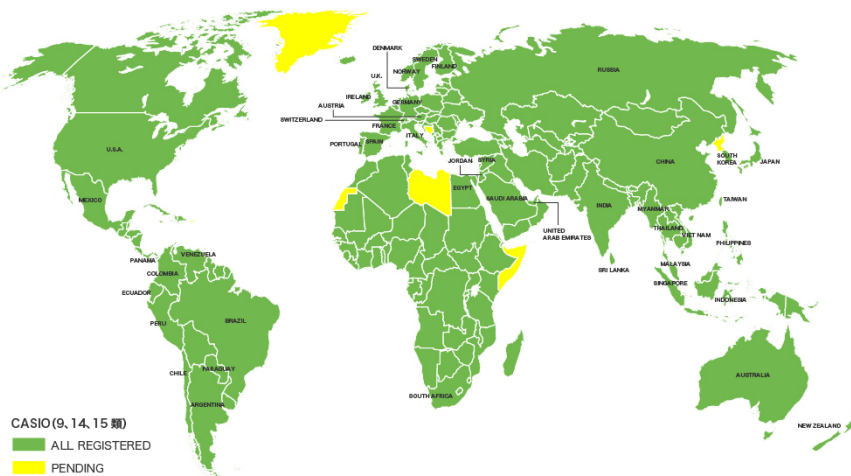 DENMARK
SWEDEN
FINLAND
NORWAY
RUSSIA
U.K.
IRELAND
GERMANY
AUSTRIA
SWITZERLAND
FRANCE
ITALY
PORTUGAL
SPAIN
U.S.A.
MEXICO
JORDAN
SYRIA
EGYPT
SAUDI ARABIA
UNITED
ARAB EMIRATES
CHINA
SOUTH
KOREA
JAPAN
TAIWAN
INDIA
MYANMAR
THAILAND
VIET NAM
PHILIPPINES
SRI LANKA
MALAYSIA
SINGAPORE
INDONESIA
PANAMA
VENEZUELA
COLOMBIA
ECUADOR
PERU
BRAZIL
CHILE
PARAGUAY
ARGENTINA
SOUTH AFRICA
AUSTRALIA
NEW ZEALAND
CASIO(9、14、15 類)
ALL REGISTERED
PENDING